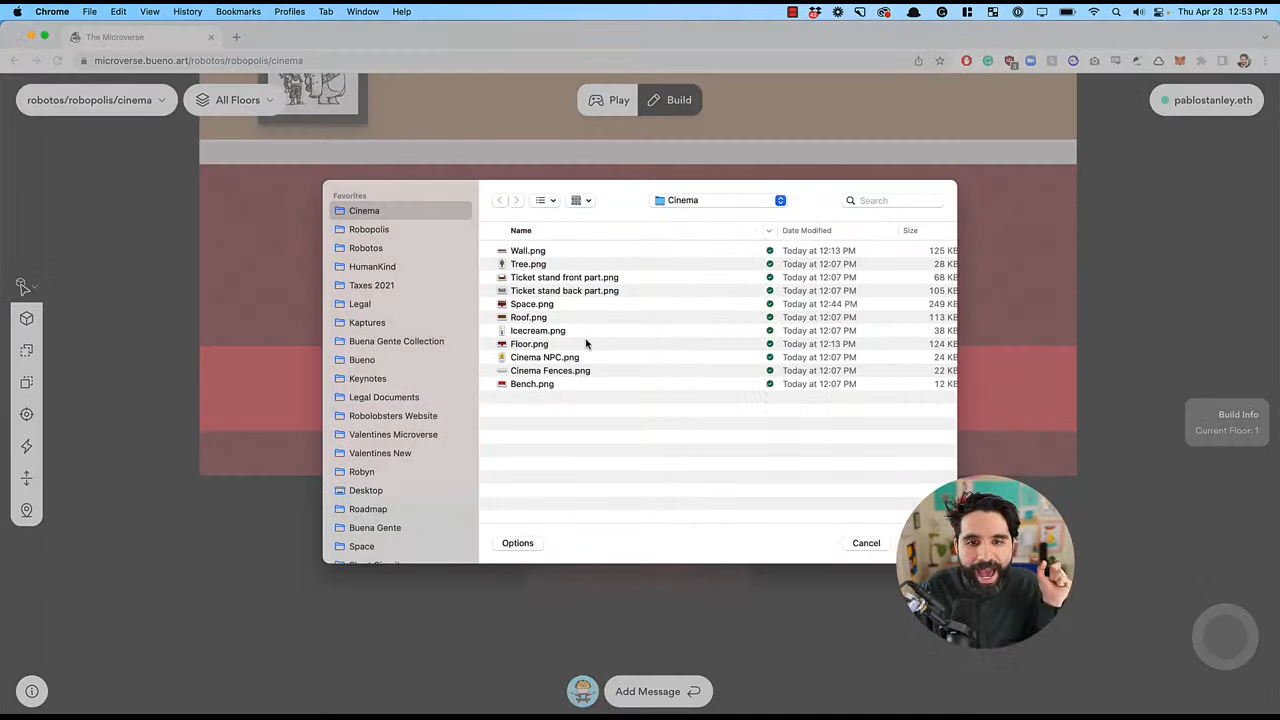 Chrome File Edit View History Bookmarks Profiles Tab Window Help Thu Apr 28 12:53 PM
The Microverse
microverse.bueno.art/robotos/robopolis/cinema
robotos/robopolis/cinema All Floors Play Build pablostanley.eth
Favorites
Cinema
Robopolis
Robotos
HumanKind
Taxes 2021
Legal
Kaptures
Buena Gente Collection
Bueno
Keynotes
Legal Documents
Robolobsters Website
Valentines Microverse
Valentines New
Robyn
Desktop
Roadmap
Buena Gente
Space
Cinema Search
Name Date Modified Size
Wall.png Today at 12:13 PM 125 KB
Tree.png Today at 12:07 PM 28 KB
Ticket stand front part.png Today at 12:07 PM 68 KB
Ticket stand back part.png Today at 12:07 PM 105 KB
Space.png Today at 12:44 PM 249 KB
Roof.png Today at 12:07 PM 113 KB
Icecream.png Today at 12:07 PM 38 KB
Floor.png Today at 12:13 PM 124 KB
Cinema NPC.png Today at 12:07 PM 24 KB
Cinema Fences.png Today at 12:07 PM 22 KB
Bench.png Today at 12:07 PM 12 KB
Options Cancel
Build Info
Current Floor: 1
Add Message